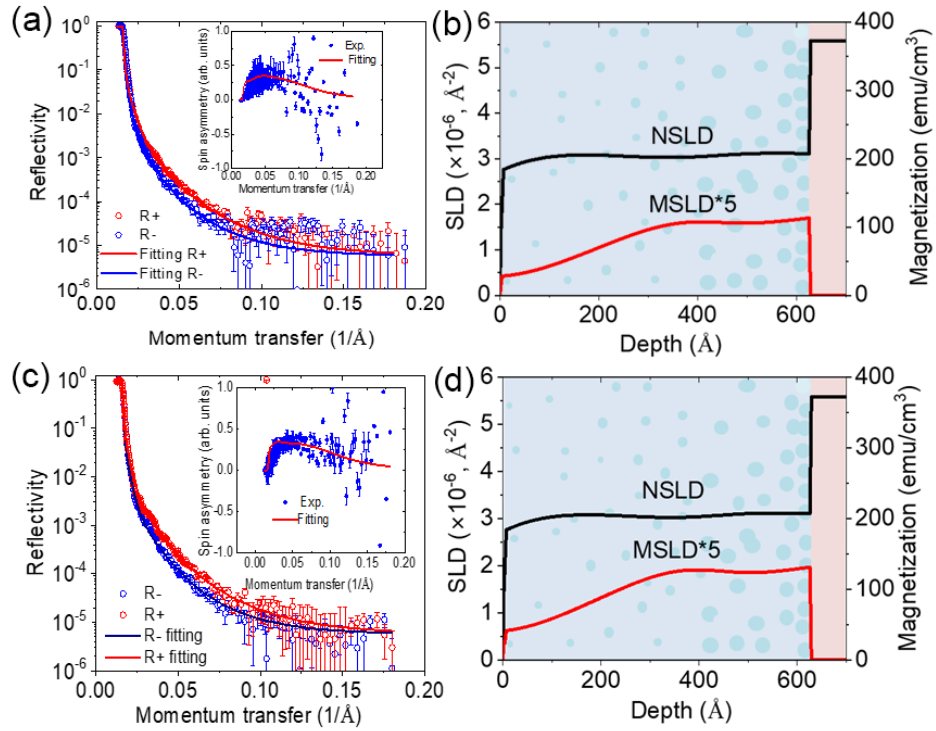 (a)
Reflectivity
10⁰
10⁻¹
10⁻²
10⁻³
10⁻⁴
10⁻⁵
10⁻⁶
0.00 0.05 0.10 0.15 0.20
Momentum transfer (1/Å)
R+
R-
Fitting R+
Fitting R-
Spin asymmetry (arb. units)
1.0
0.5
0.0
-0.5
-1.0
Exp.
Fitting
0.00 0.05 0.10 0.15 0.20
Momentum transfer (1/Å)
(b)
SLD (×10⁻⁶, Å⁻²)
6
5
4
3
2
1
0
NSLD
MSLD*5
0 200 400 600
Depth (Å)
400
300
200
100
0
Magnetization (emu/cm³)
(c)
Reflectivity
10⁰
10⁻¹
10⁻²
10⁻³
10⁻⁴
10⁻⁵
10⁻⁶
0.00 0.05 0.10 0.15 0.20
Momentum transfer (1/Å)
R-
R+
R- fitting
R+ fitting
Spin asymmetry (arb. units)
1.0
0.5
0.0
-0.5
-1.0
Exp.
Fitting
0.00 0.05 0.10 0.15 0.20
Momentum transfer (1/Å)
(d)
SLD (×10⁻⁶, Å⁻²)
6
5
4
3
2
1
0
NSLD
MSLD*5
0 200 400 600
Depth (Å)
400
300
200
100
0
Magnetization (emu/cm³)